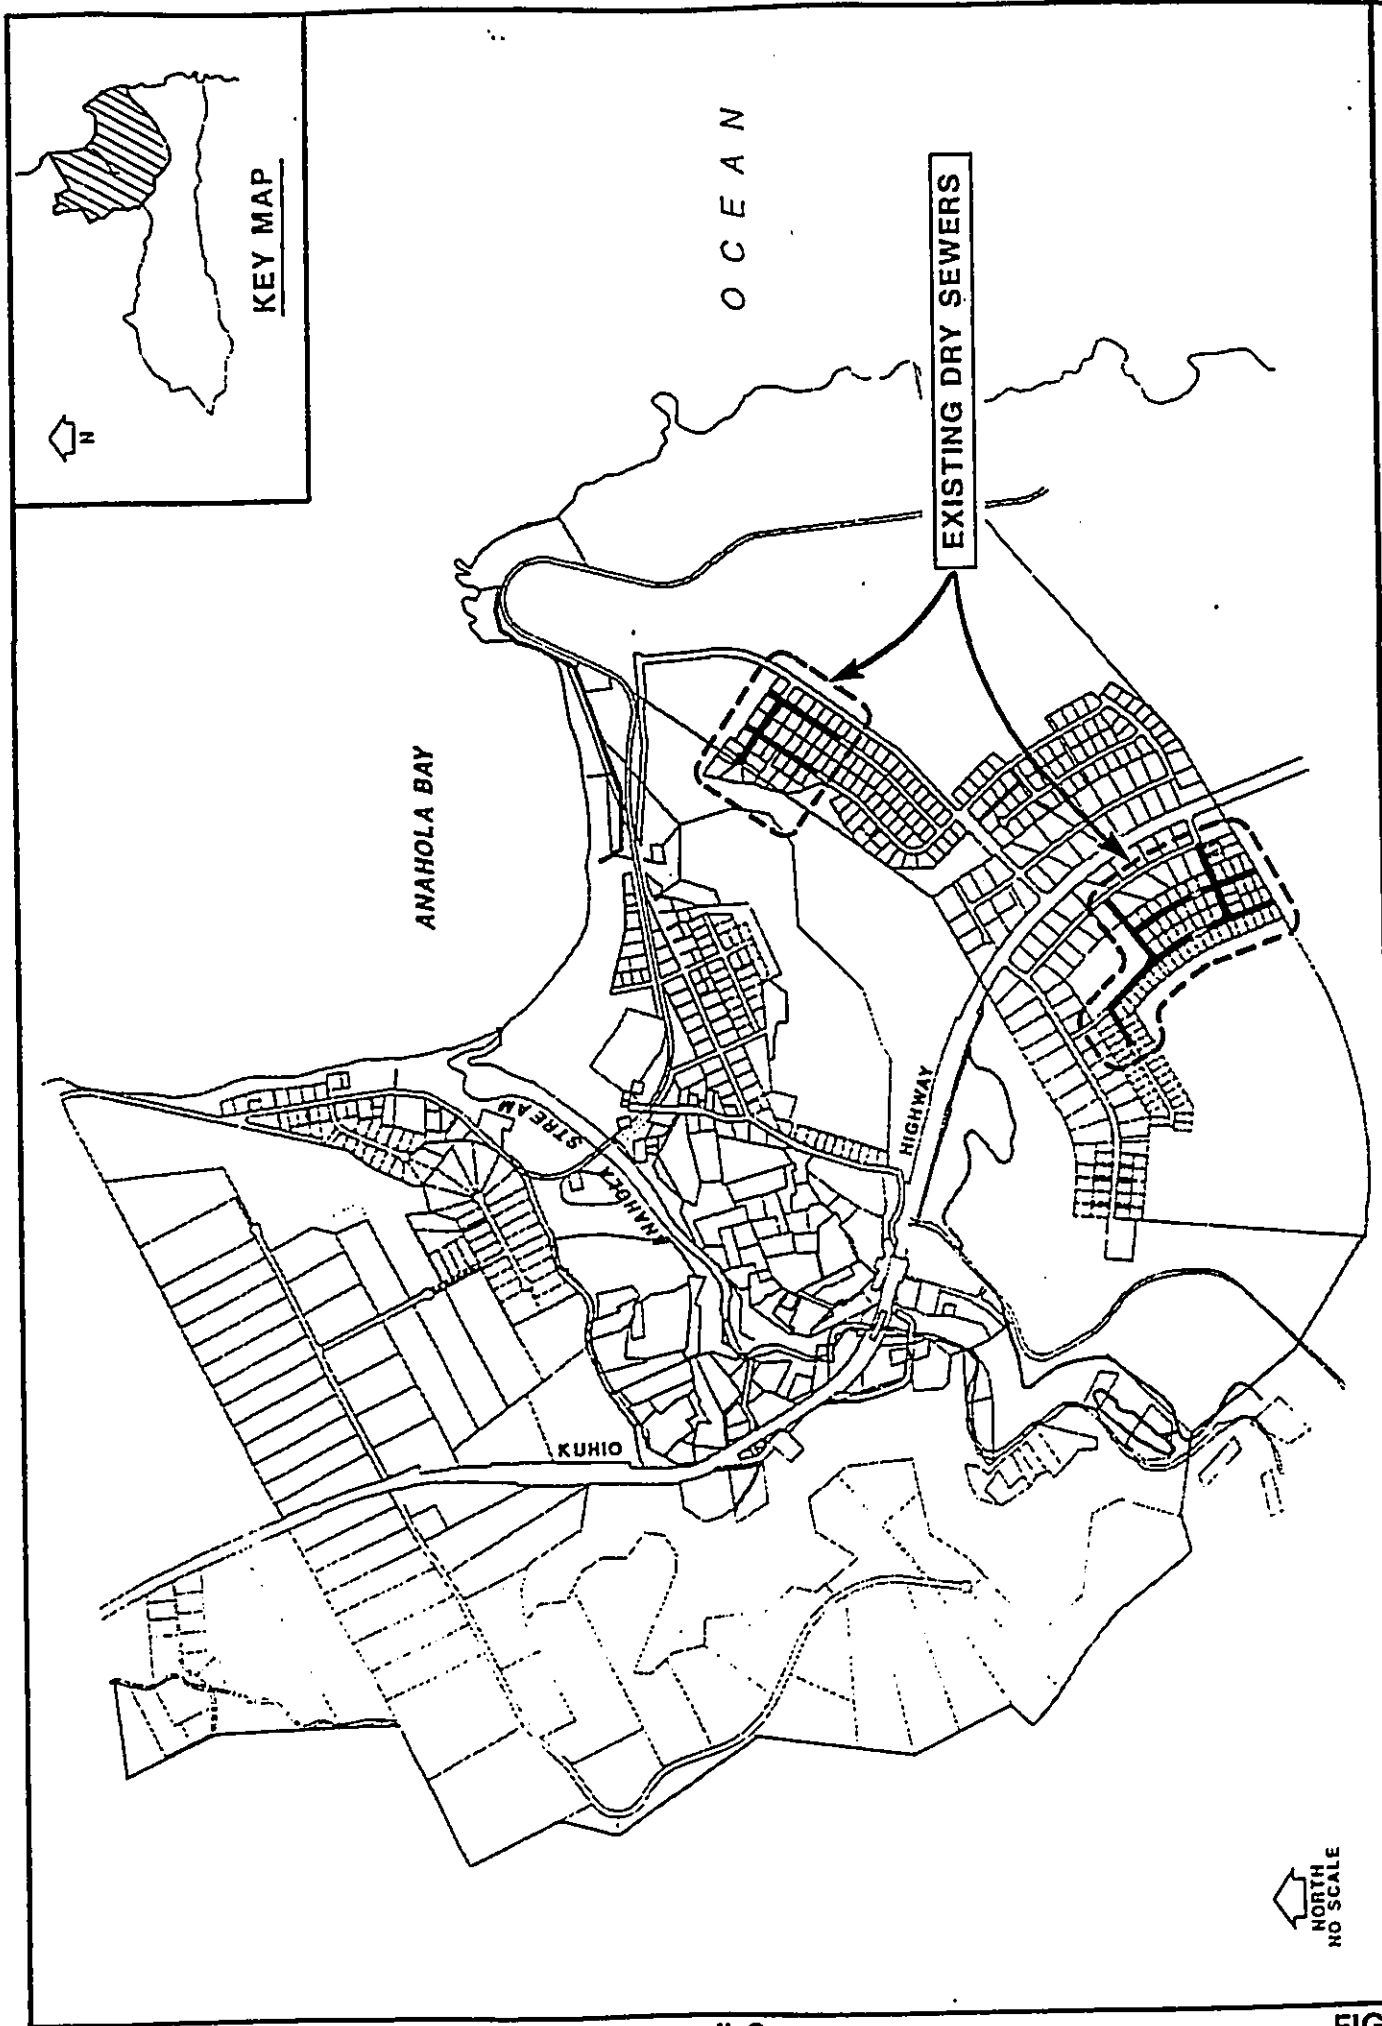 N
KEY MAP
OCEAN
EXISTING DRY SEWERS
ANAHOLA BAY
ANAHOLA STREAM
HIGHWAY
KUHIO
NORTH
NO SCALE
FIG